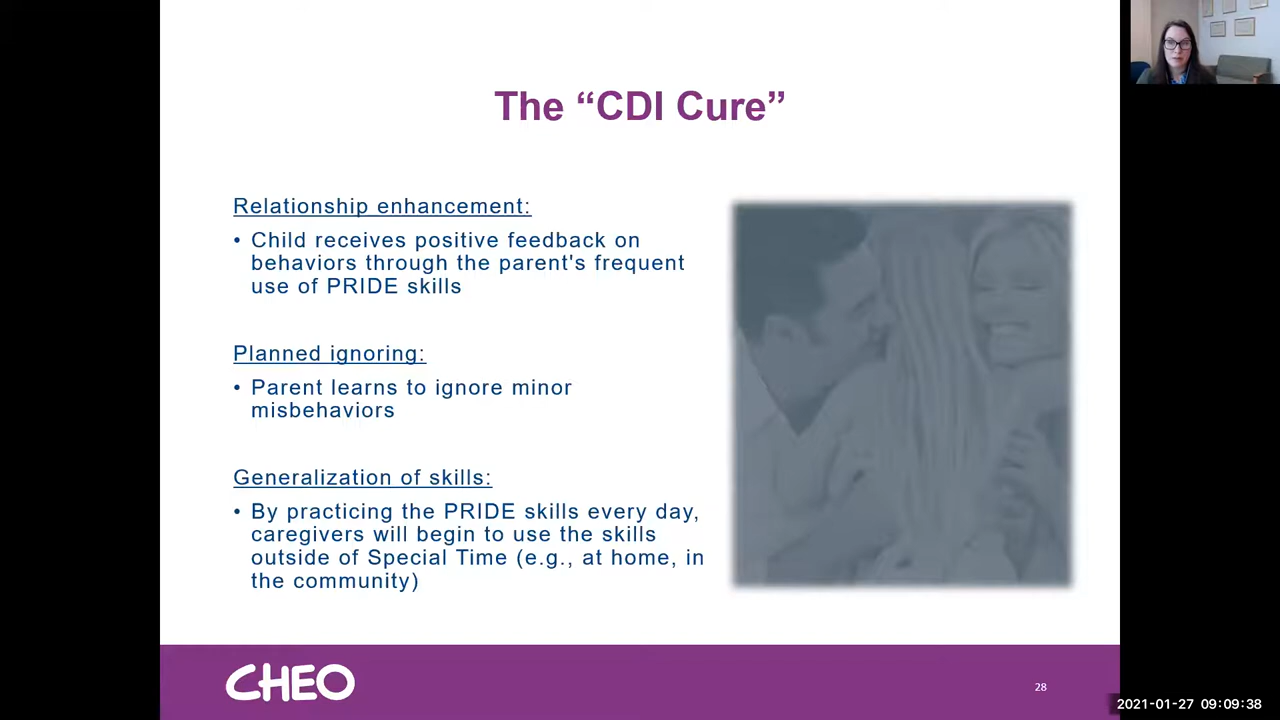 The “CDI Cure”
Relationship enhancement:
• Child receives positive feedback on
behaviors through the parent's frequent
use of PRIDE skills
Planned ignoring:
• Parent learns to ignore minor
misbehaviors
Generalization of skills:
• By practicing the PRIDE skills every day,
caregivers will begin to use the skills
outside of Special Time (e.g., at home, in
the community)
CHEO
28
2021-01-27 09:09:38